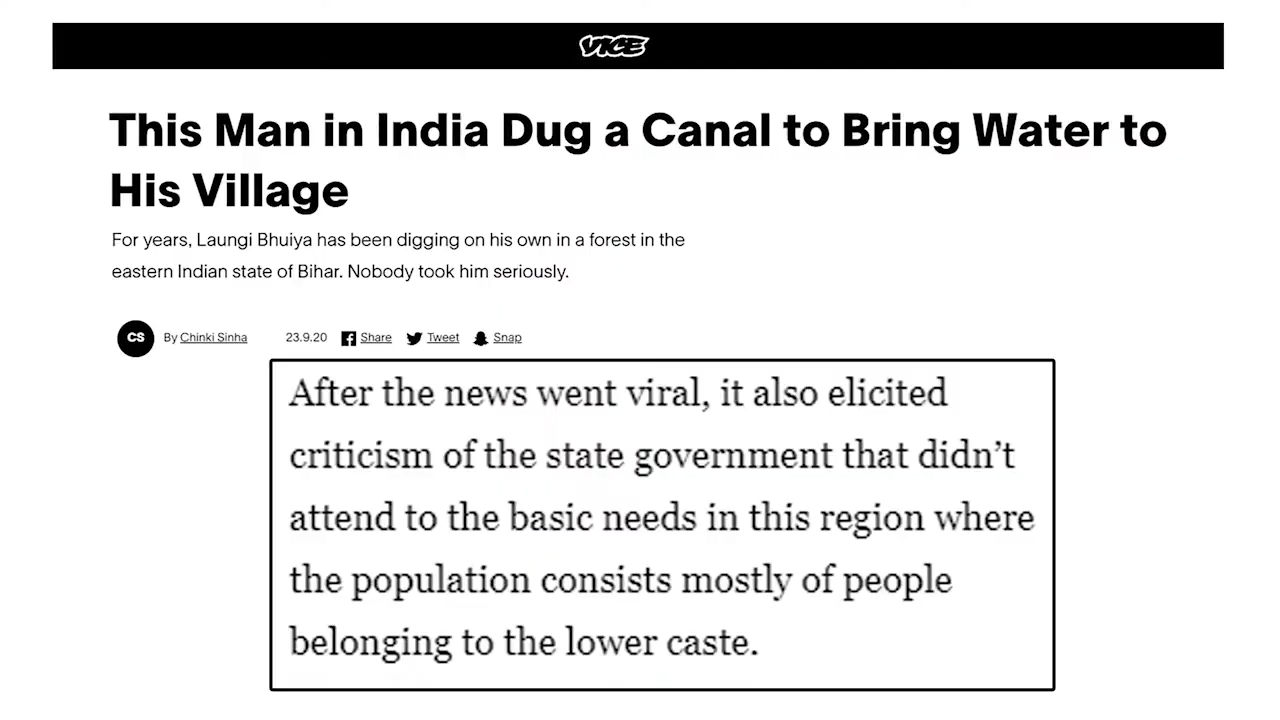 VICE
This Man in India Dug a Canal to Bring Water to
His Village
For years, Laungi Bhuiya has been digging on his own in a forest in the
eastern Indian state of Bihar. Nobody took him seriously.
CS By Chinki Sinha 23.9.20 Share Tweet Snap
After the news went viral, it also elicited
criticism of the state government that didn’t
attend to the basic needs in this region where
the population consists mostly of people
belonging to the lower caste.